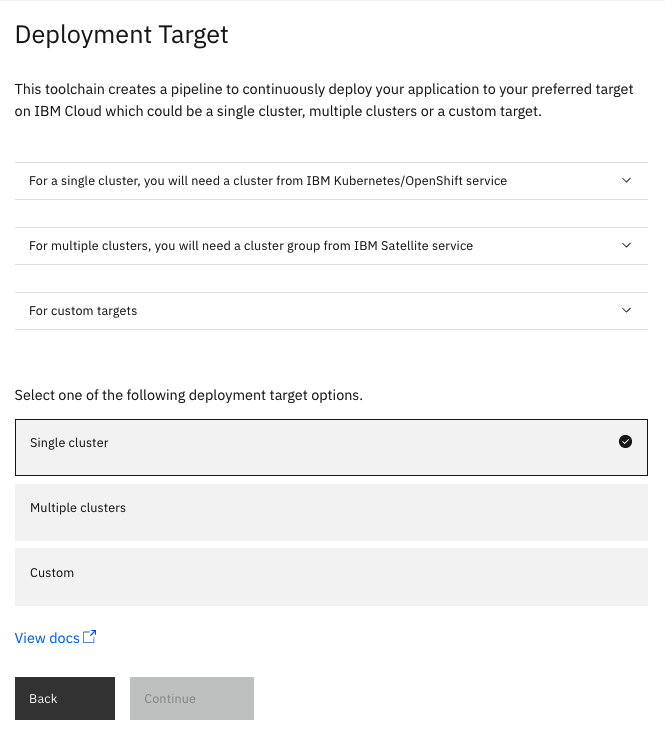 Deployment Target
This toolchain creates a pipeline to continuously deploy your application to your preferred target
on IBM Cloud which could be a single cluster, multiple clusters or a custom target.
For a single cluster, you will need a cluster from IBM Kubernetes/OpenShift service
For multiple clusters, you will need a cluster group from IBM Satellite service
For custom targets
Select one of the following deployment target options.
Single cluster
Multiple clusters
Custom
View docs
Back
Continue